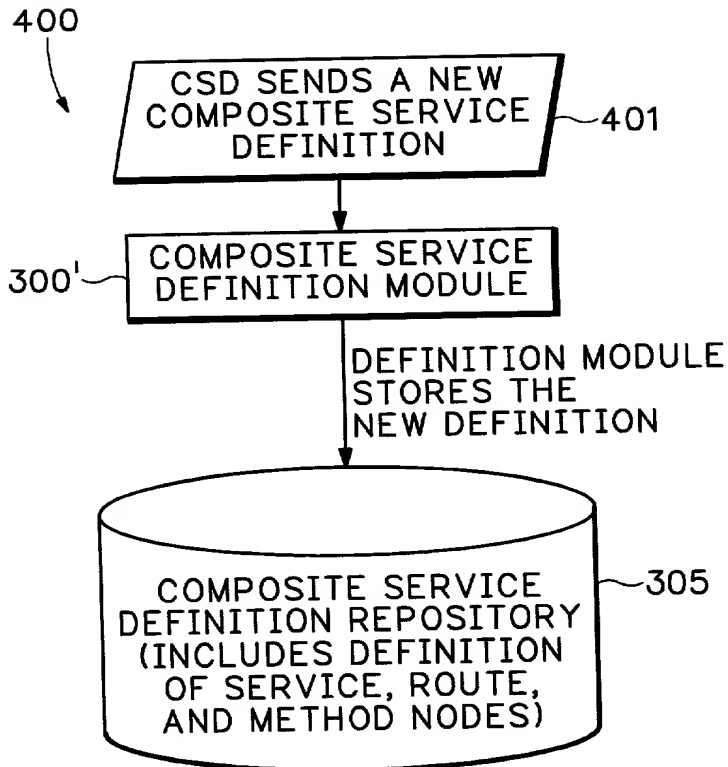 400
CSD SENDS A NEW
COMPOSITE SERVICE
DEFINITION
401
300'
COMPOSITE SERVICE
DEFINITION MODULE
DEFINITION MODULE
STORES THE
NEW DEFINITION
COMPOSITE SERVICE
DEFINITION REPOSITORY
(INCLUDES DEFINITION
OF SERVICE, ROUTE,
AND METHOD NODES)
305